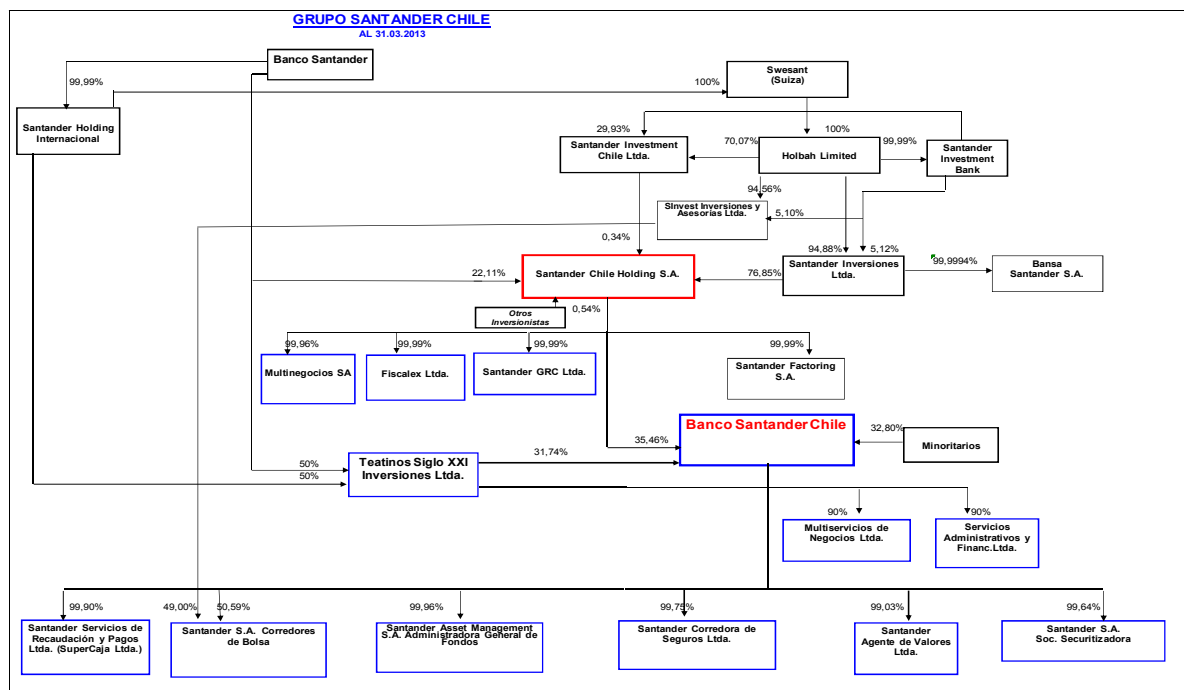 GRUPO SANTANDER CHILE
AL 31.03.2013
Banco Santander
Swesant
(Suiza)
99,99%
100%
Santander Holding
Internacional
29,93%
70,07%
100%
99,99%
Santander Investment
Chile Ltda.
Holbah Limited
Santander
Investment
Bank
94,56%
SInvest Inversiones y
Asesorias Ltda.
5,10%
0,34%
94,88%
5,12%
Santander Chile Holding S.A.
22,11%
76,85%
Santander Inversiones
Ltda.
99,9994%
Bansa
Santander S.A.
Otros
Inversionistas
0,54%
99,96%
99,99%
99,99%
99,99%
Multinegocios SA
Fiscalex Ltda.
Santander GRC Ltda.
Santander Factoring
S.A.
Banco Santander Chile
35,46%
32,80%
Minoritarios
31,74%
Teatinos Siglo XXI
Inversiones Ltda.
50%
50%
90%
90%
Multiservicios de
Negocios Ltda.
Servicios
Administrativos y
Financ.Ltda.
99,90%
49,00%
50,59%
99,96%
99,75%
99,03%
99,64%
Santander Servicios de
Recaudación y Pagos
Ltda. (SuperCaja Ltda.)
Santander S.A. Corredores
de Bolsa
Santander Asset Management
S.A. Administradora General de
Fondos
Santander Corredora de
Seguros Ltda.
Santander
Agente de Valores
Ltda.
Santander S.A.
Soc. Securitizadora